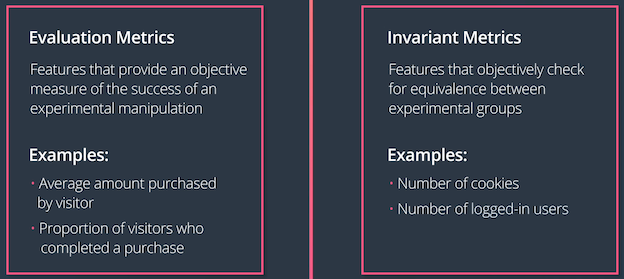 Evaluation Metrics
Features that provide an objective
measure of the success of an
experimental manipulation
Examples:
• Average amount purchased
by visitor
• Proportion of visitors who
completed a purchase
Invariant Metrics
Features that objectively check
for equivalence between
experimental groups
Examples:
• Number of cookies
• Number of logged-in users